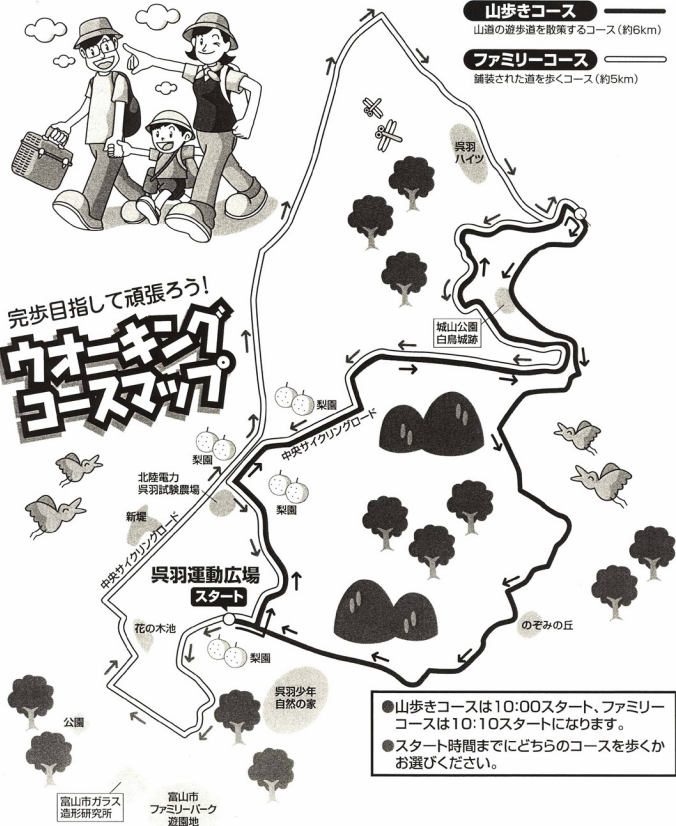 山歩きコース
山道の遊歩道を散策するコース(約6km)
ファミリーコース
舗装された道を歩くコース(約5km)
呉羽
ハイツ
完歩目指して頑張ろう!
ウオーキング
コースマップ
城山公園
白鳥城跡
梨園
中央サイクリングロード
梨園
北陸電力
呉羽試験農場
梨園
新堤
中央サイクリングロード
呉羽運動広場
スタート
花の木池
のぞみの丘
梨園
呉羽少年
自然の家
公園
●山歩きコースは10:00スタート、ファミリー
コースは10:10スタートになります。
●スタート時間までにどちらのコースを歩くか
お選びください。
富山市ガラス
造形研究所
富山市
ファミリーパーク
遊園地